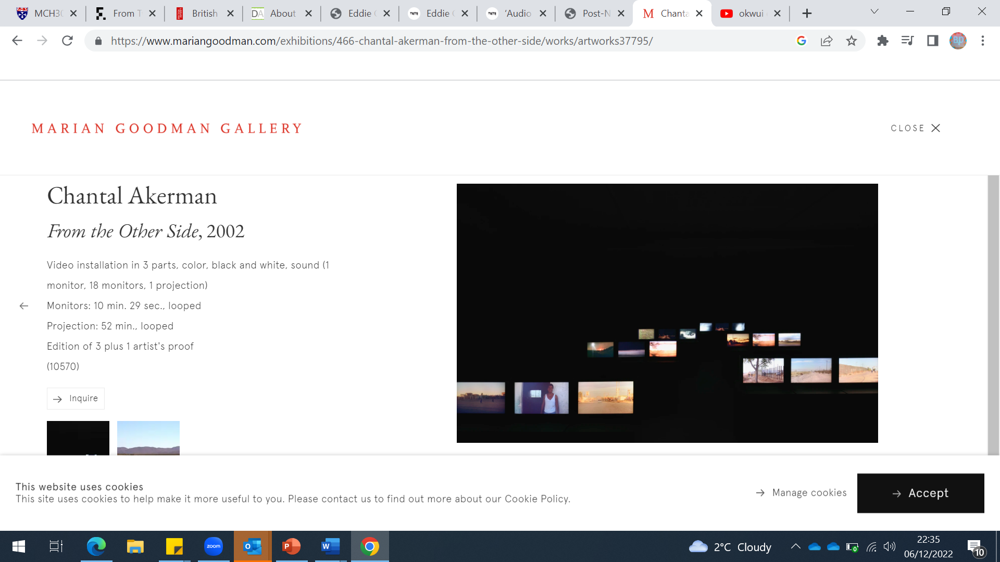 MCH30
From T
British
DA About
Eddie
TATE Eddie
TATE ‘Audio
Post-N
M Chanta
okwui
https://www.mariangoodman.com/exhibitions/466-chantal-akerman-from-the-other-side/works/artworks37795/
MARIAN GOODMAN GALLERY
CLOSE
Chantal Akerman
From the Other Side, 2002
Video installation in 3 parts, color, black and white, sound (1
monitor, 18 monitors, 1 projection)
Monitors: 10 min. 29 sec., looped
Projection: 52 min., looped
Edition of 3 plus 1 artist's proof
(10570)
Inquire
This website uses cookies
This site uses cookies to help make it more useful to you. Please contact us to find out more about our Cookie Policy.
Manage cookies
Accept
zoom
2°C Cloudy
22:35
06/12/2022
10